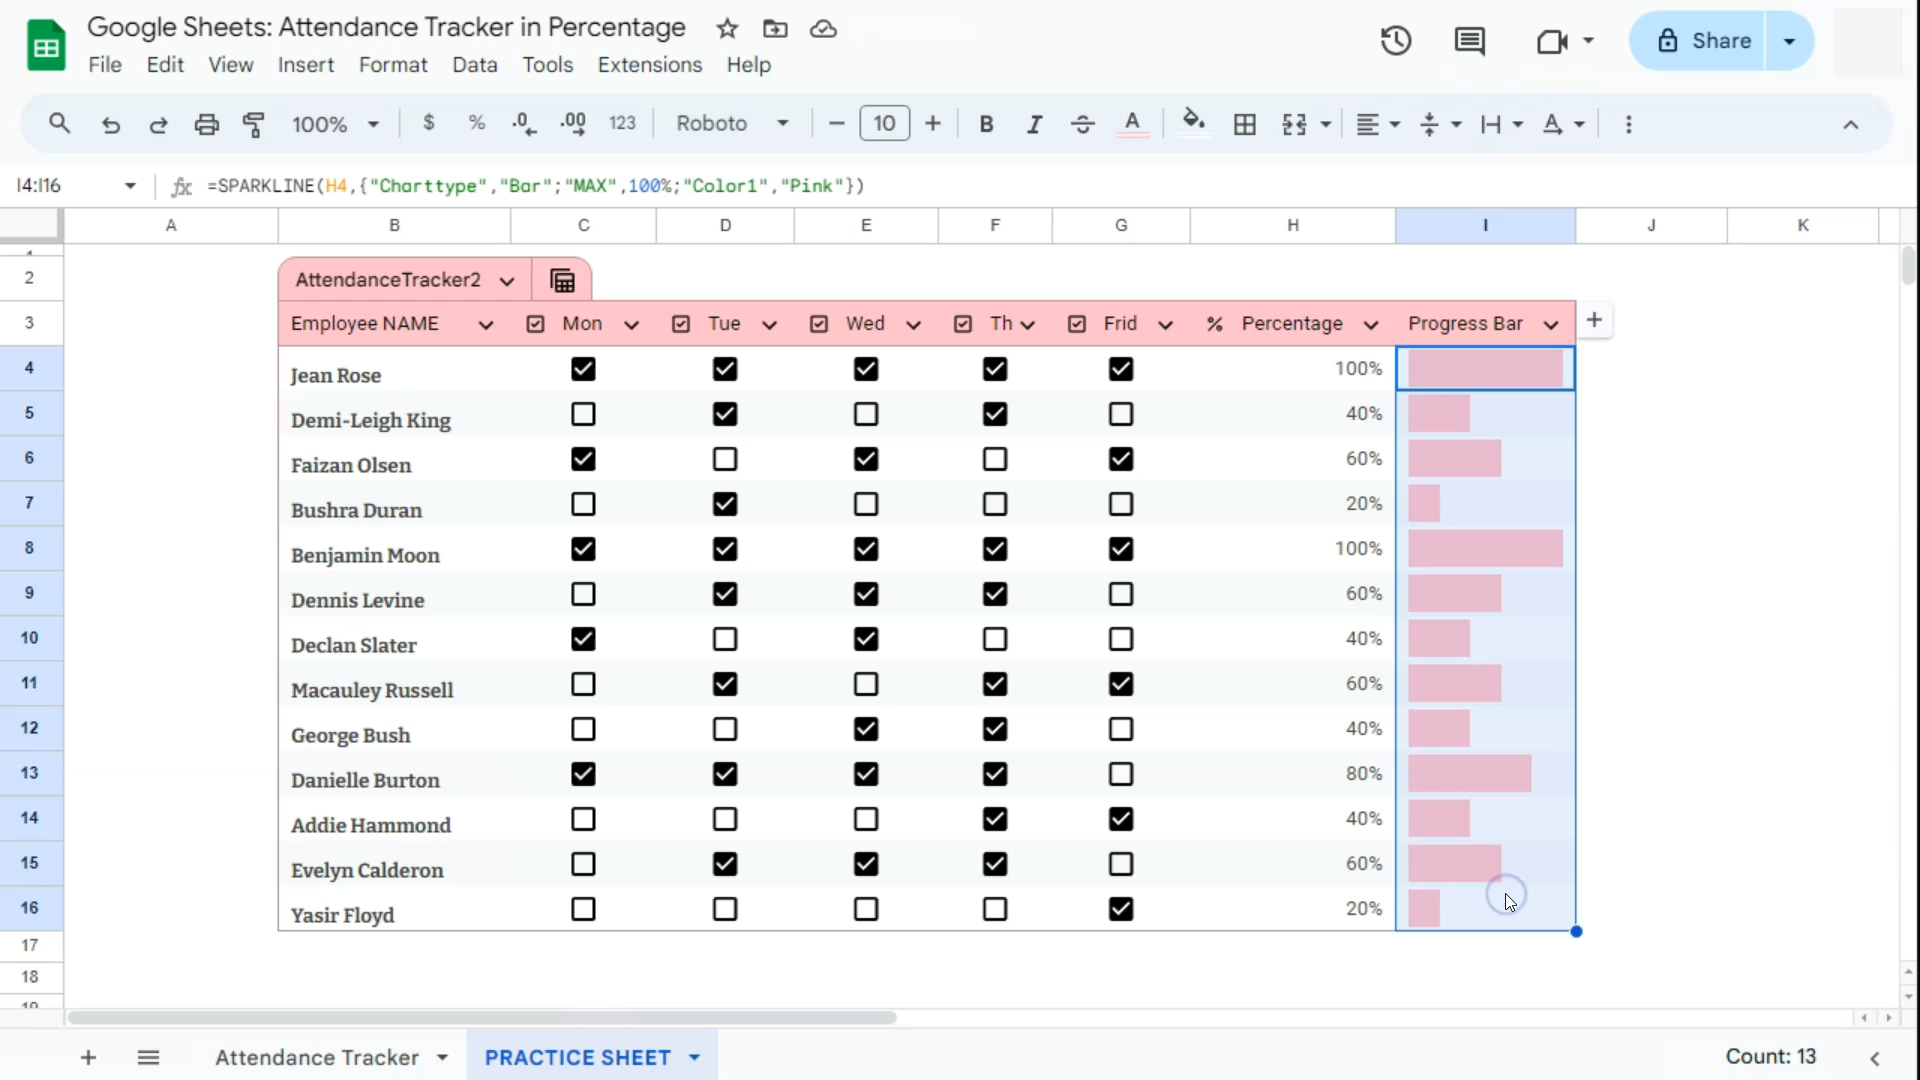 Google Sheets: Attendance Tracker in Percentage
File Edit View Insert Format Data Tools Extensions Help
Share
100% $ % .0 .00 123 Roboto 10 B I A A
I4:I16 fx =SPARKLINE(H4,{"Charttype","Bar";"MAX",100%;"Color1","Pink"})
A B C D E F G H I J K
2 AttendanceTracker2
3 Employee NAME Mon Tue Wed Th Frid % Percentage Progress Bar +
4 Jean Rose 100%
5 Demi-Leigh King 40%
6 Faizan Olsen 60%
7 Bushra Duran 20%
8 Benjamin Moon 100%
9 Dennis Levine 60%
10 Declan Slater 40%
11 Macauley Russell 60%
12 George Bush 40%
13 Danielle Burton 80%
14 Addie Hammond 40%
15 Evelyn Calderon 60%
16 Yasir Floyd 20%
17
18
Attendance Tracker PRACTICE SHEET Count: 13